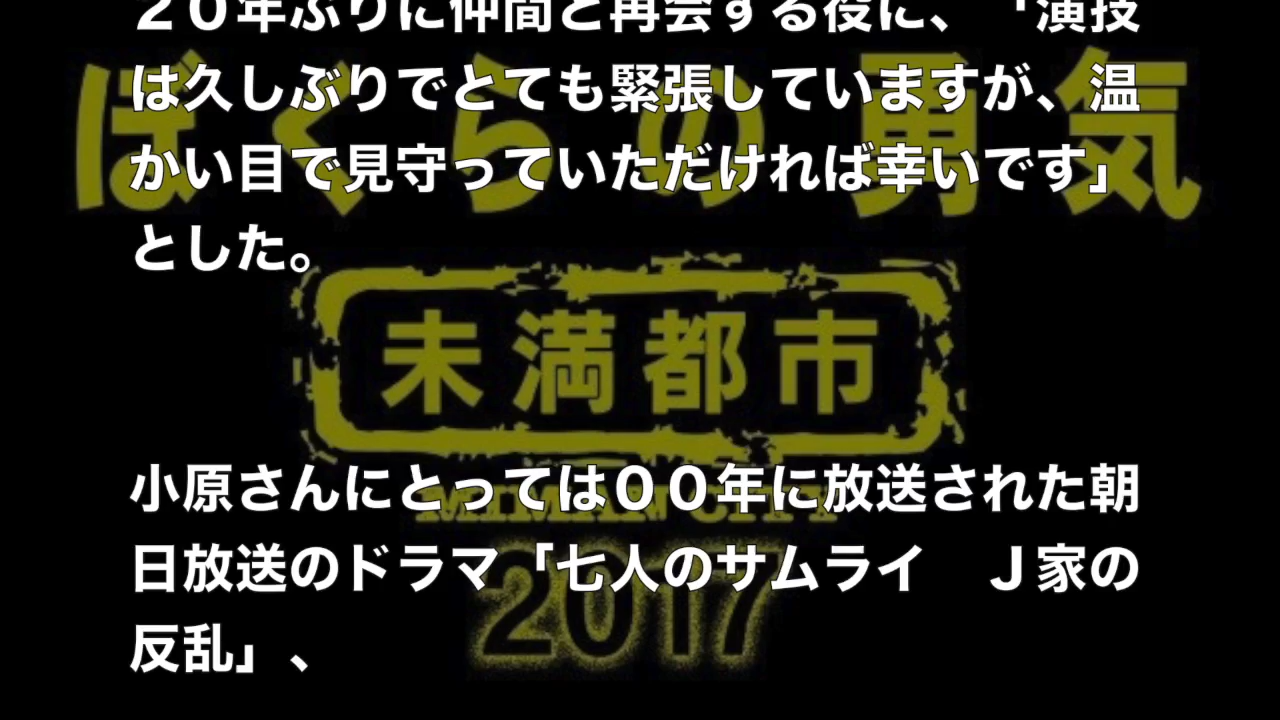 ２０年ぶりに仲間と再会する役に、「演技
は久しぶりでとても緊張していますが、温
かい目で見守っていただければ幸いです」
とした。
ぼくらの勇気
未満都市
小原さんにとっては００年に放送された朝
日放送のドラマ「七人のサムライ　Ｊ家の
反乱」、
MIMAN CITY
2017